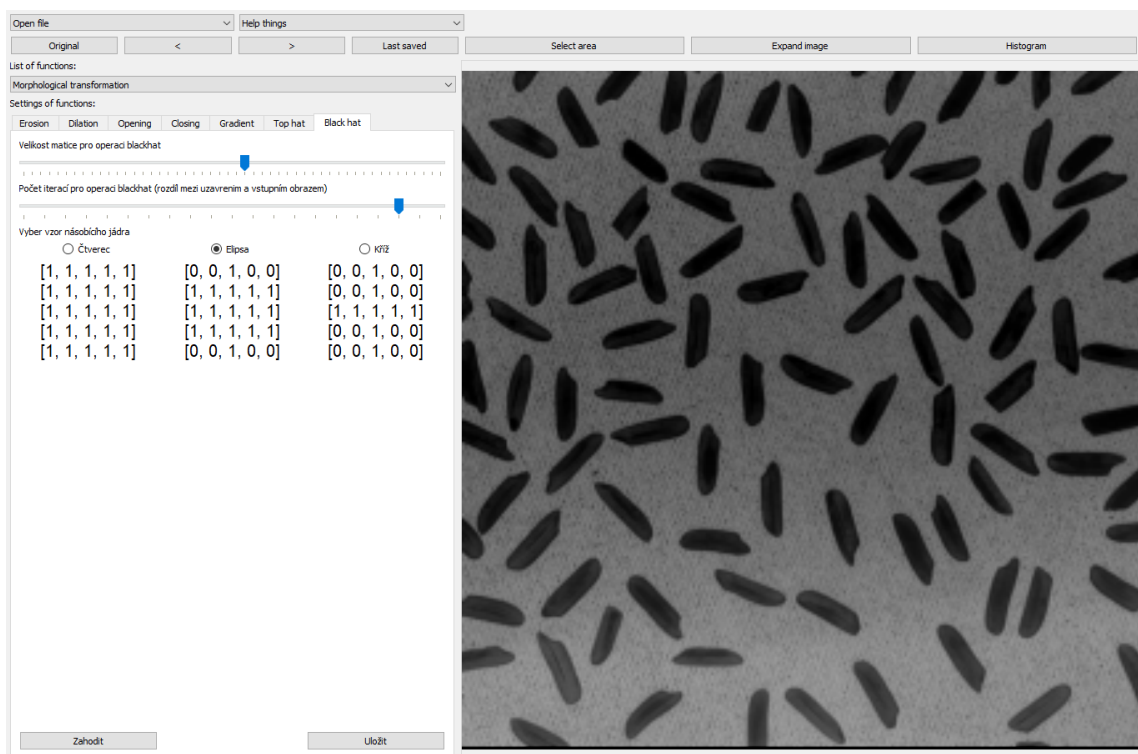 Open file Help things
Original < > Last saved Select area Expand image Histogram
List of functions:
Morphological transformation
Settings of functions:
Erosion Dilation Opening Closing Gradient Top hat Black hat
Velikost matice pro operaci blackhat
Počet iterací pro operaci blackhat (rozdíl mezi uzavrenim a vstupním obrazem)
Vyber vzor násobícího jádra
Čtverec Elipsa Kříž
[1, 1, 1, 1, 1] [0, 0, 1, 0, 0] [0, 0, 1, 0, 0]
[1, 1, 1, 1, 1] [1, 1, 1, 1, 1] [0, 0, 1, 0, 0]
[1, 1, 1, 1, 1] [1, 1, 1, 1, 1] [1, 1, 1, 1, 1]
[1, 1, 1, 1, 1] [1, 1, 1, 1, 1] [0, 0, 1, 0, 0]
[1, 1, 1, 1, 1] [0, 0, 1, 0, 0] [0, 0, 1, 0, 0]
Zahodit Uložit